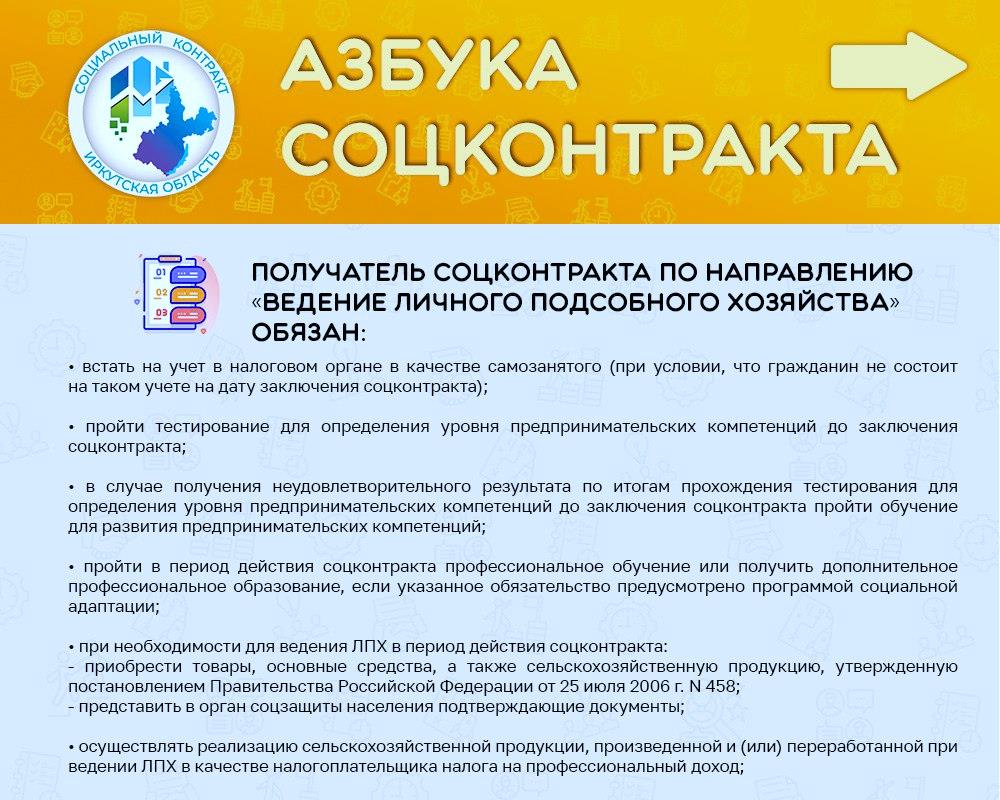 СОЦИАЛЬНЫЙ КОНТРАКТ
ИРКУТСКАЯ ОБЛАСТЬ
АЗБУКА
СОЦКОНТРАКТА
01
02
03
ПОЛУЧАТЕЛЬ СОЦКОНТРАКТА ПО НАПРАВЛЕНИЮ
«ВЕДЕНИЕ ЛИЧНОГО ПОДСОБНОГО ХОЗЯЙСТВА»
ОБЯЗАН:
• встать на учет в налоговом органе в качестве самозанятого (при условии, что гражданин не состоит
на таком учете на дату заключения соцконтракта);
• пройти тестирование для определения уровня предпринимательских компетенций до заключения
соцконтракта;
• в случае получения неудовлетворительного результата по итогам прохождения тестирования для
определения уровня предпринимательских компетенций до заключения соцконтракта пройти обучение
для развития предпринимательских компетенций;
• пройти в период действия соцконтракта профессиональное обучение или получить дополнительное
профессиональное образование, если указанное обязательство предусмотрено программой социальной
адаптации;
• при необходимости для ведения ЛПХ в период действия соцконтракта:
- приобрести товары, основные средства, а также сельскохозяйственную продукцию, утвержденную
постановлением Правительства Российской Федерации от 25 июля 2006 г. N 458;
- представить в орган соцзащиты населения подтверждающие документы;
• осуществлять реализацию сельскохозяйственной продукции, произведенной и (или) переработанной при
ведении ЛПХ в качестве налогоплательщика налога на профессиональный доход;